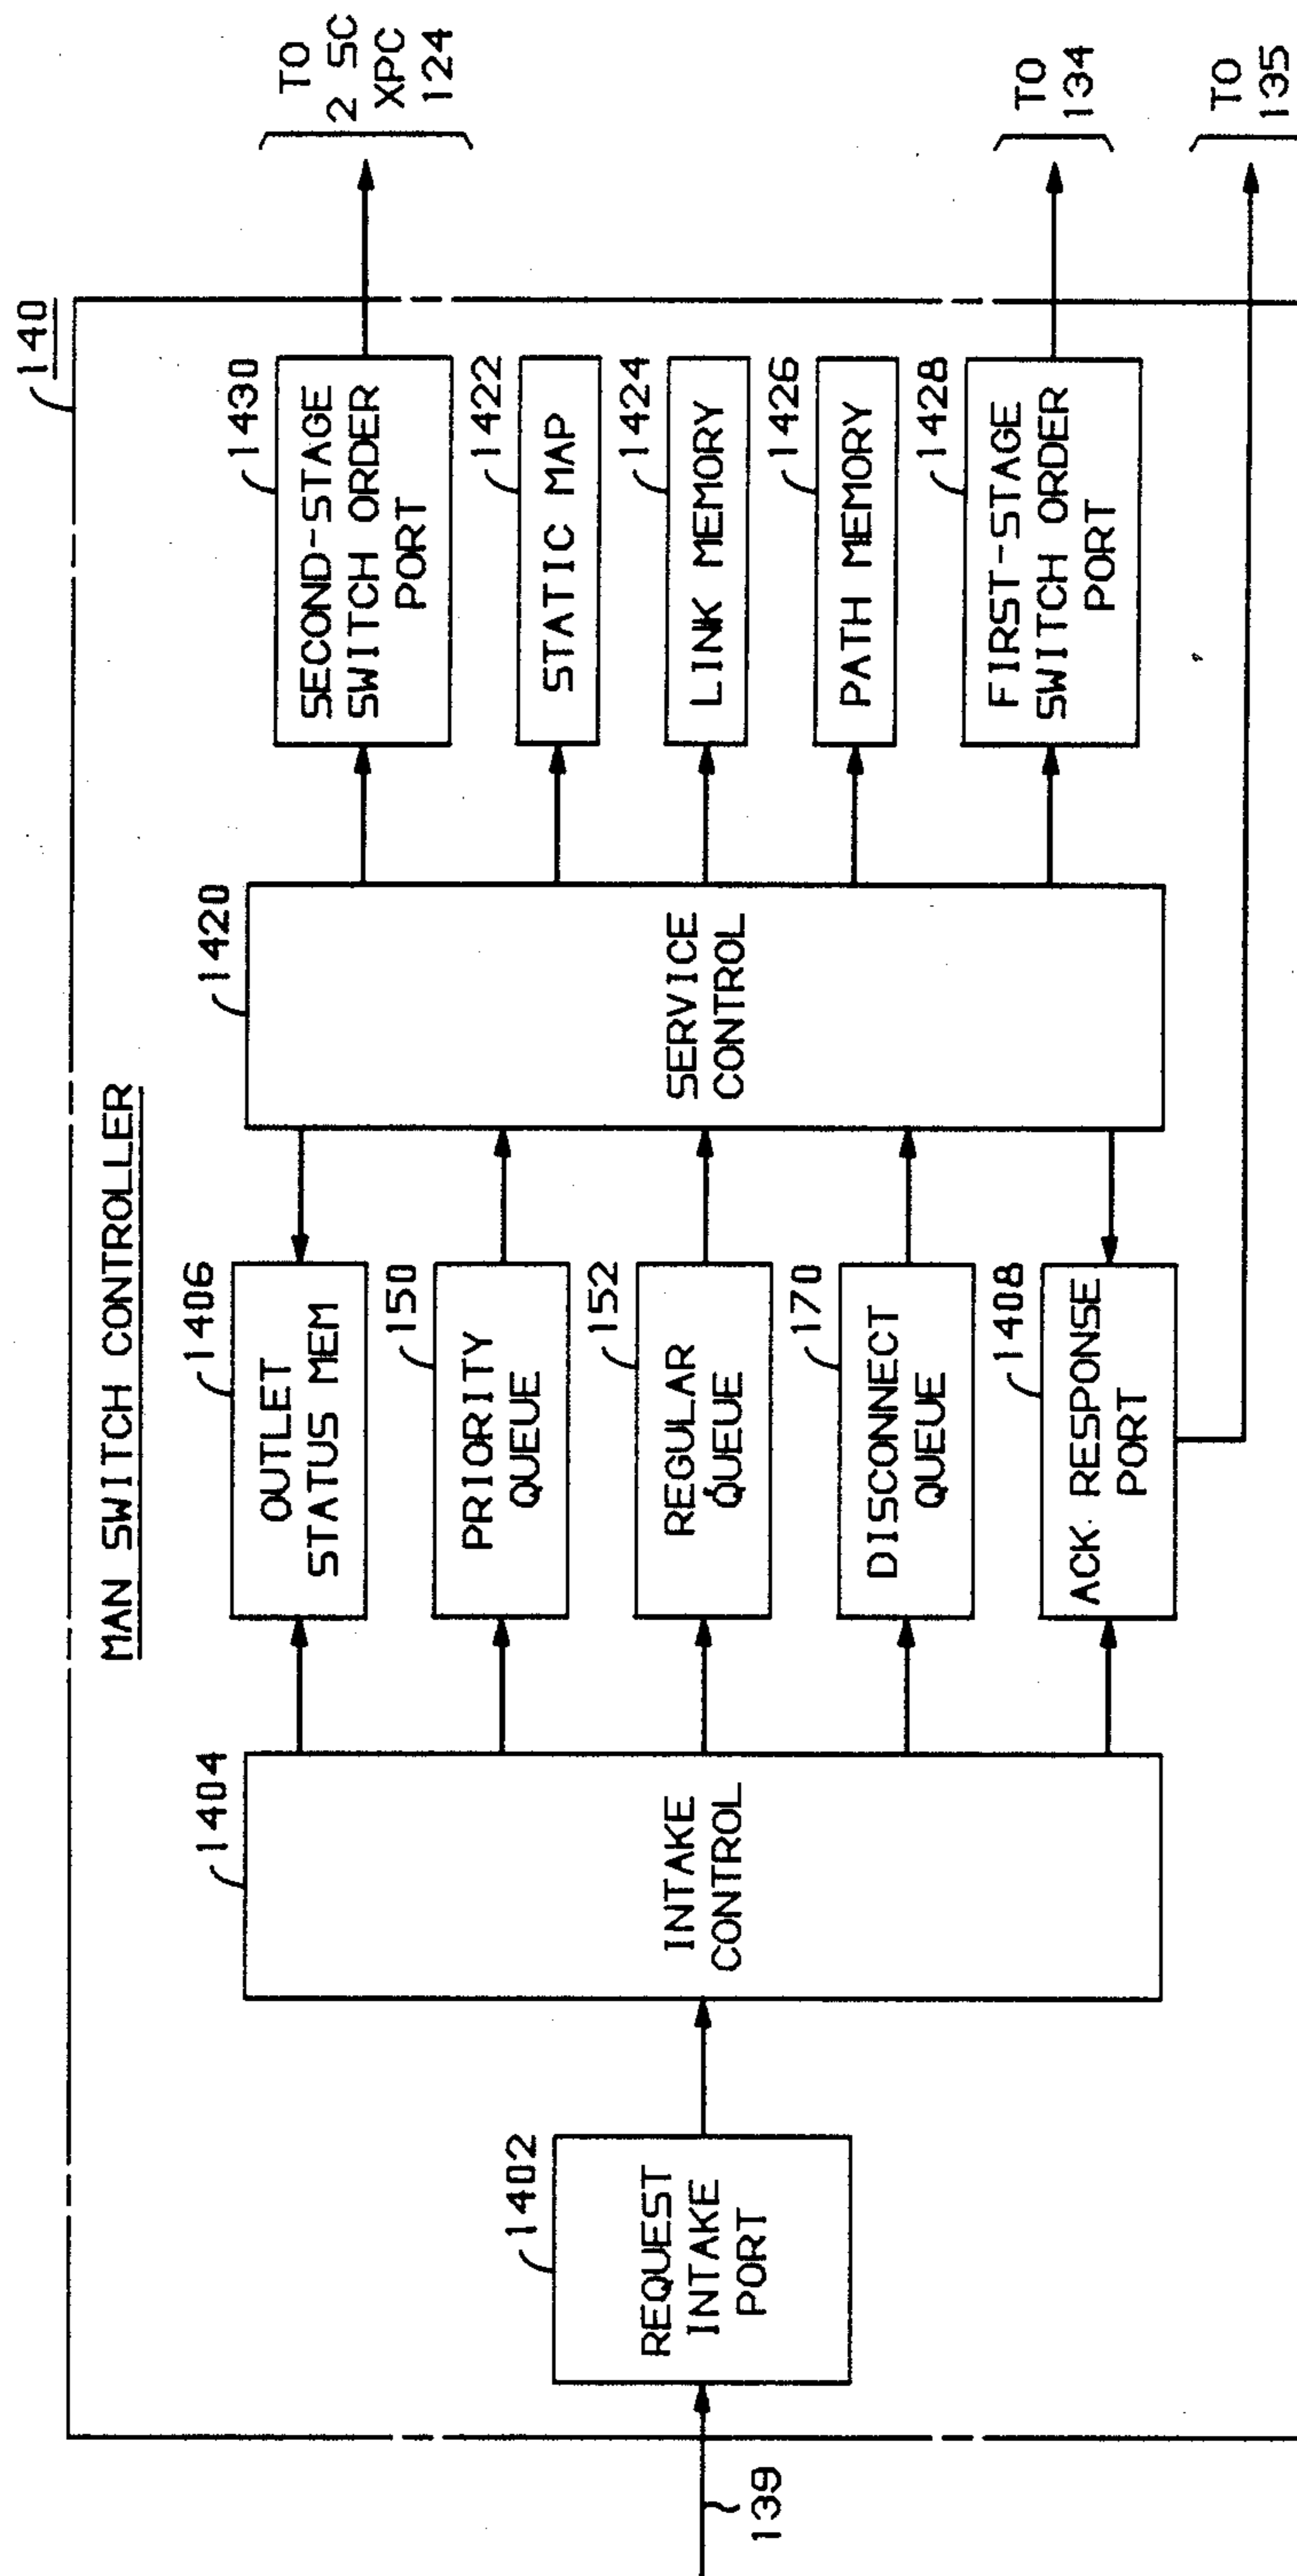 MAN SWITCH CONTROLLER
140
139
1402
REQUEST
INTAKE
PORT
1404
INTAKE
CONTROL
1406
OUTLET
STATUS MEM
150
PRIORITY
QUEUE
152
REGULAR
QUEUE
170
DISCONNECT
QUEUE
1408
ACK RESPONSE
PORT
1420
SERVICE
CONTROL
1430
SECOND-STAGE
SWITCH ORDER
PORT
1422
STATIC MAP
1424
LINK MEMORY
1426
PATH MEMORY
1428
FIRST-STAGE
SWITCH ORDER
PORT
TO
2 SC
XPC
124
TO
134
TO
135